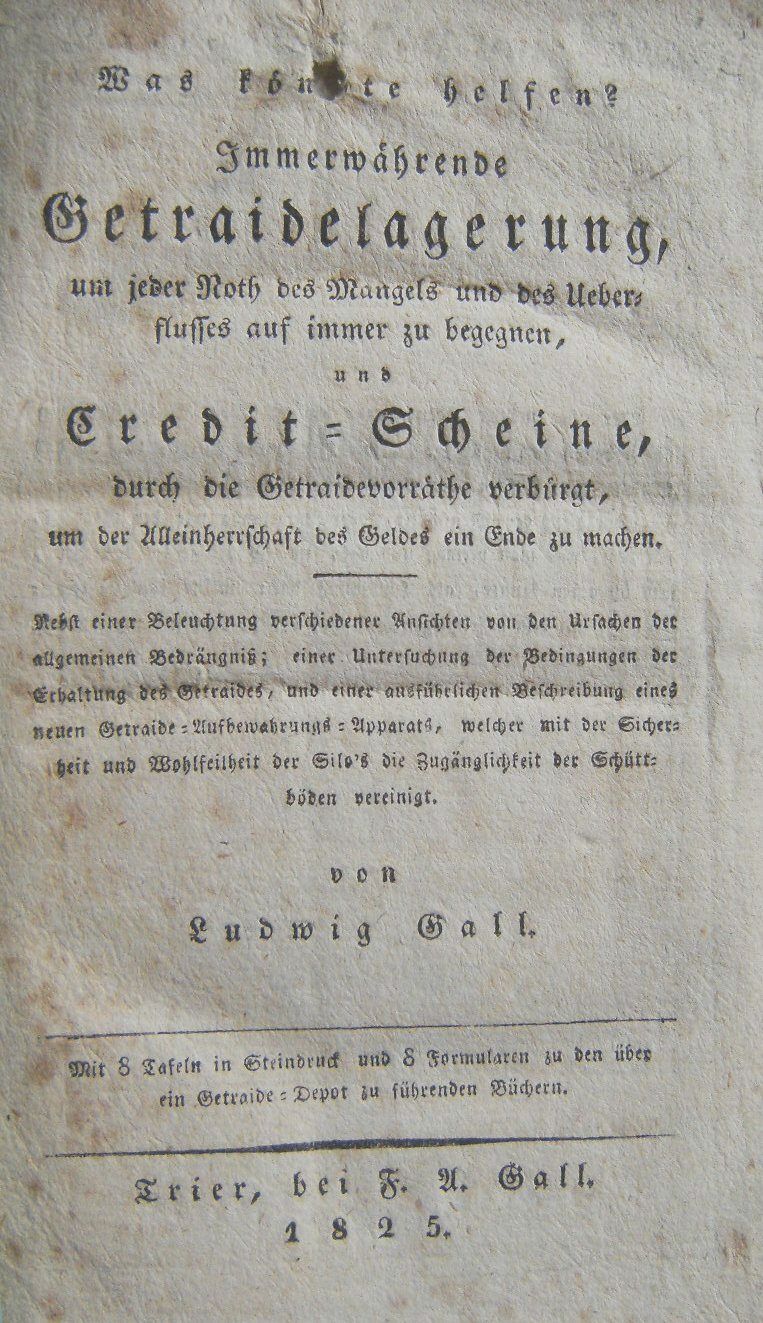 Was könnte helfen?
Immerwährende
Getraidelagerung,
um jeder Noth des Mangels und des Ueber-
flusses auf immer zu begegnen,
und
Credit-Scheine,
durch die Getraidevorräthe verbürgt,
um der Alleinherrschaft des Geldes ein Ende zu machen.
Nebst einer Beleuchtung verschiedener Ansichten von den Ursachen der
allgemeinen Bedrängniß; einer Untersuchung der Bedingungen der
Erhaltung des Getraides, und einer ausführlichen Beschreibung eines
neuen Getraide-Aufbewahrungs-Apparats, welcher mit der Sicher-
heit und Wohlfeilheit der Silo's die Zugänglichkeit der Schütt-
böden vereinigt.
von
Ludwig Gall.
Mit 8 Tafeln in Steindruck und 8 Formularen zu den über
ein Getraide-Depot zu führenden Büchern.
Trier, bei F. A. Gall.
1825.